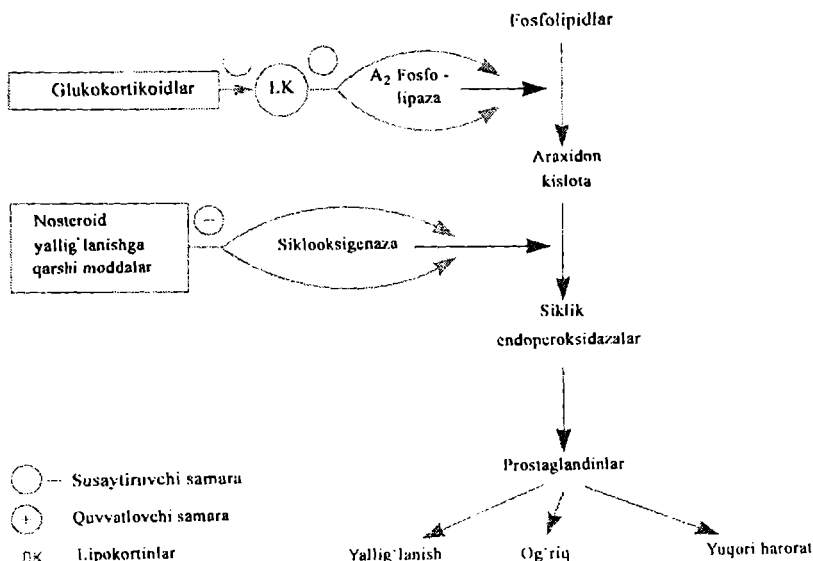 Fosfolipidlar
Glukokortikoidlar
LK
A₂ Fosfo -
lipaza
Araxidon
kislota
Nosteroid
yallig`lanishga
qarshi moddalar
−
Siklooksigenaza
Siklik
endoperoksidazalar
Prostaglandinlar
Susaytiruvchi samara
+ Quvvatlovchi samara
Lipokortinlar
Yallig`lanish Og`riq Yuqori harorat